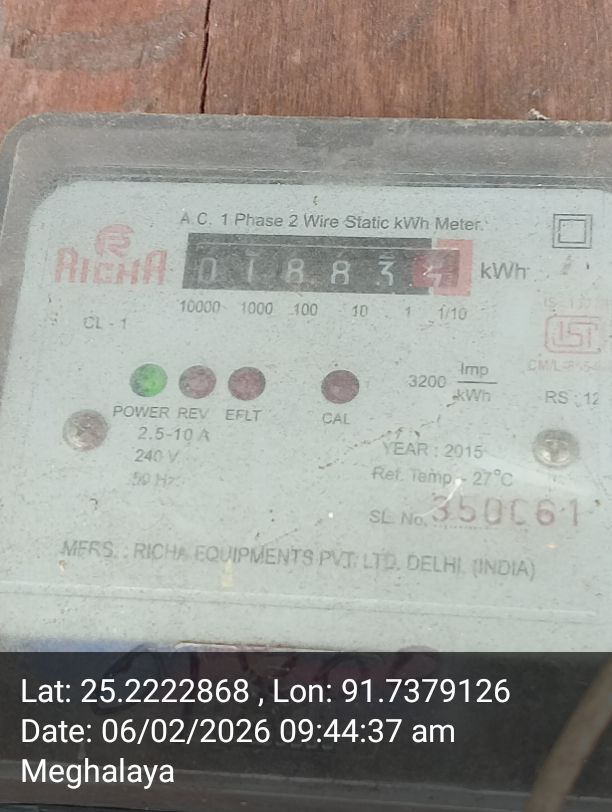 A.C. 1 Phase 2 Wire Static kWh Meter.
RICHA
018834 kWh
10000 1000 100 10 1 1/10
CL - 1
3200 Imp/kWh
CM/L
RS : 12
POWER REV EFLT CAL
2.5-10 A
240 V
50 Hz
YEAR : 2015
Ref. Temp - 27°C
SL. No. 350061
MFRS. : RICHA EQUIPMENTS PVT. LTD. DELHI. (INDIA)
Lat: 25.2222868 , Lon: 91.7379126
Date: 06/02/2026 09:44:37 am
Meghalaya